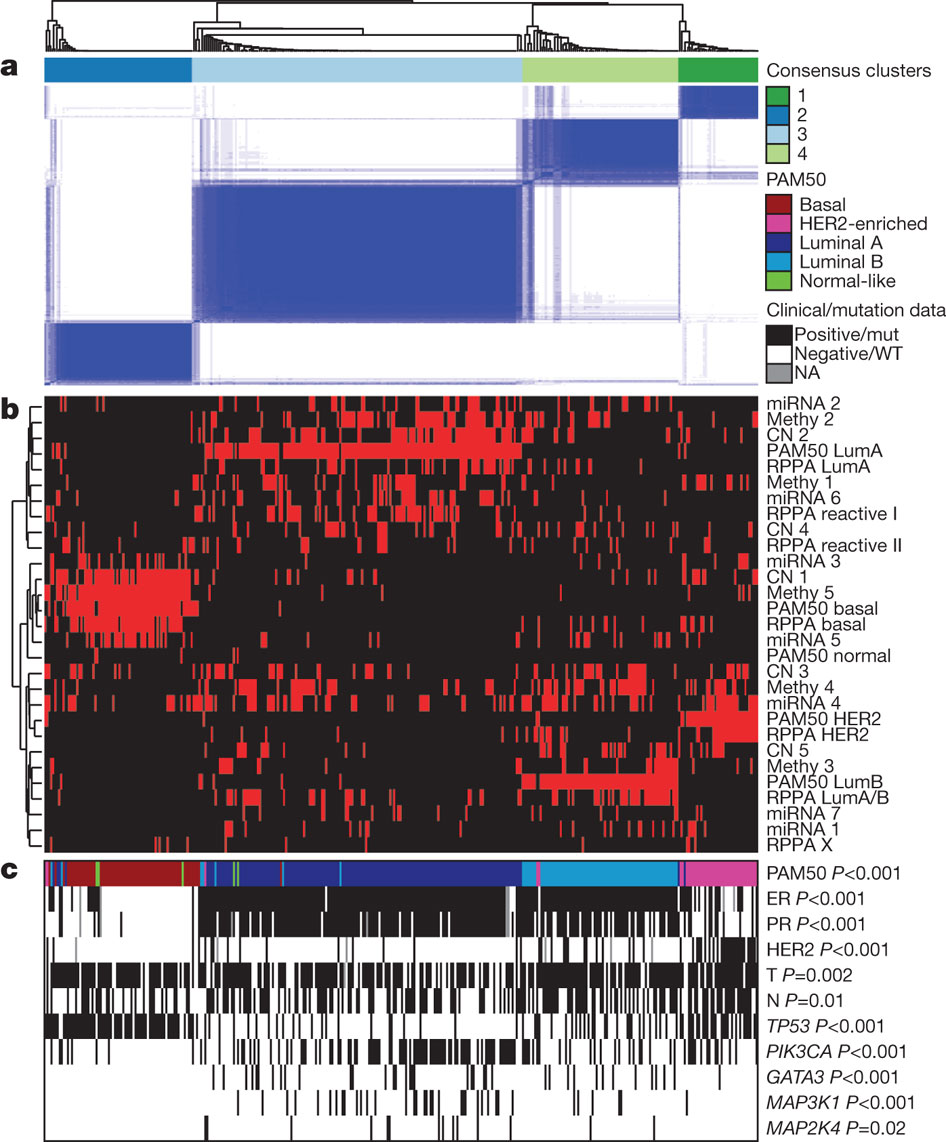 a
Consensus clusters
1
2
3
4
PAM50
Basal
HER2-enriched
Luminal A
Luminal B
Normal-like
Clinical/mutation data
Positive/mut
Negative/WT
NA
b
miRNA 2
Methy 2
CN 2
PAM50 LumA
RPPA LumA
Methy 1
miRNA 6
RPPA reactive I
CN 4
RPPA reactive II
miRNA 3
CN 1
Methy 5
PAM50 basal
RPPA basal
miRNA 5
PAM50 normal
CN 3
Methy 4
miRNA 4
PAM50 HER2
RPPA HER2
CN 5
Methy 3
PAM50 LumB
RPPA LumA/B
miRNA 7
miRNA 1
RPPA X
c
PAM50 P<0.001
ER P<0.001
PR P<0.001
HER2 P<0.001
T P=0.002
N P=0.01
TP53 P<0.001
PIK3CA P<0.001
GATA3 P<0.001
MAP3K1 P<0.001
MAP2K4 P=0.02